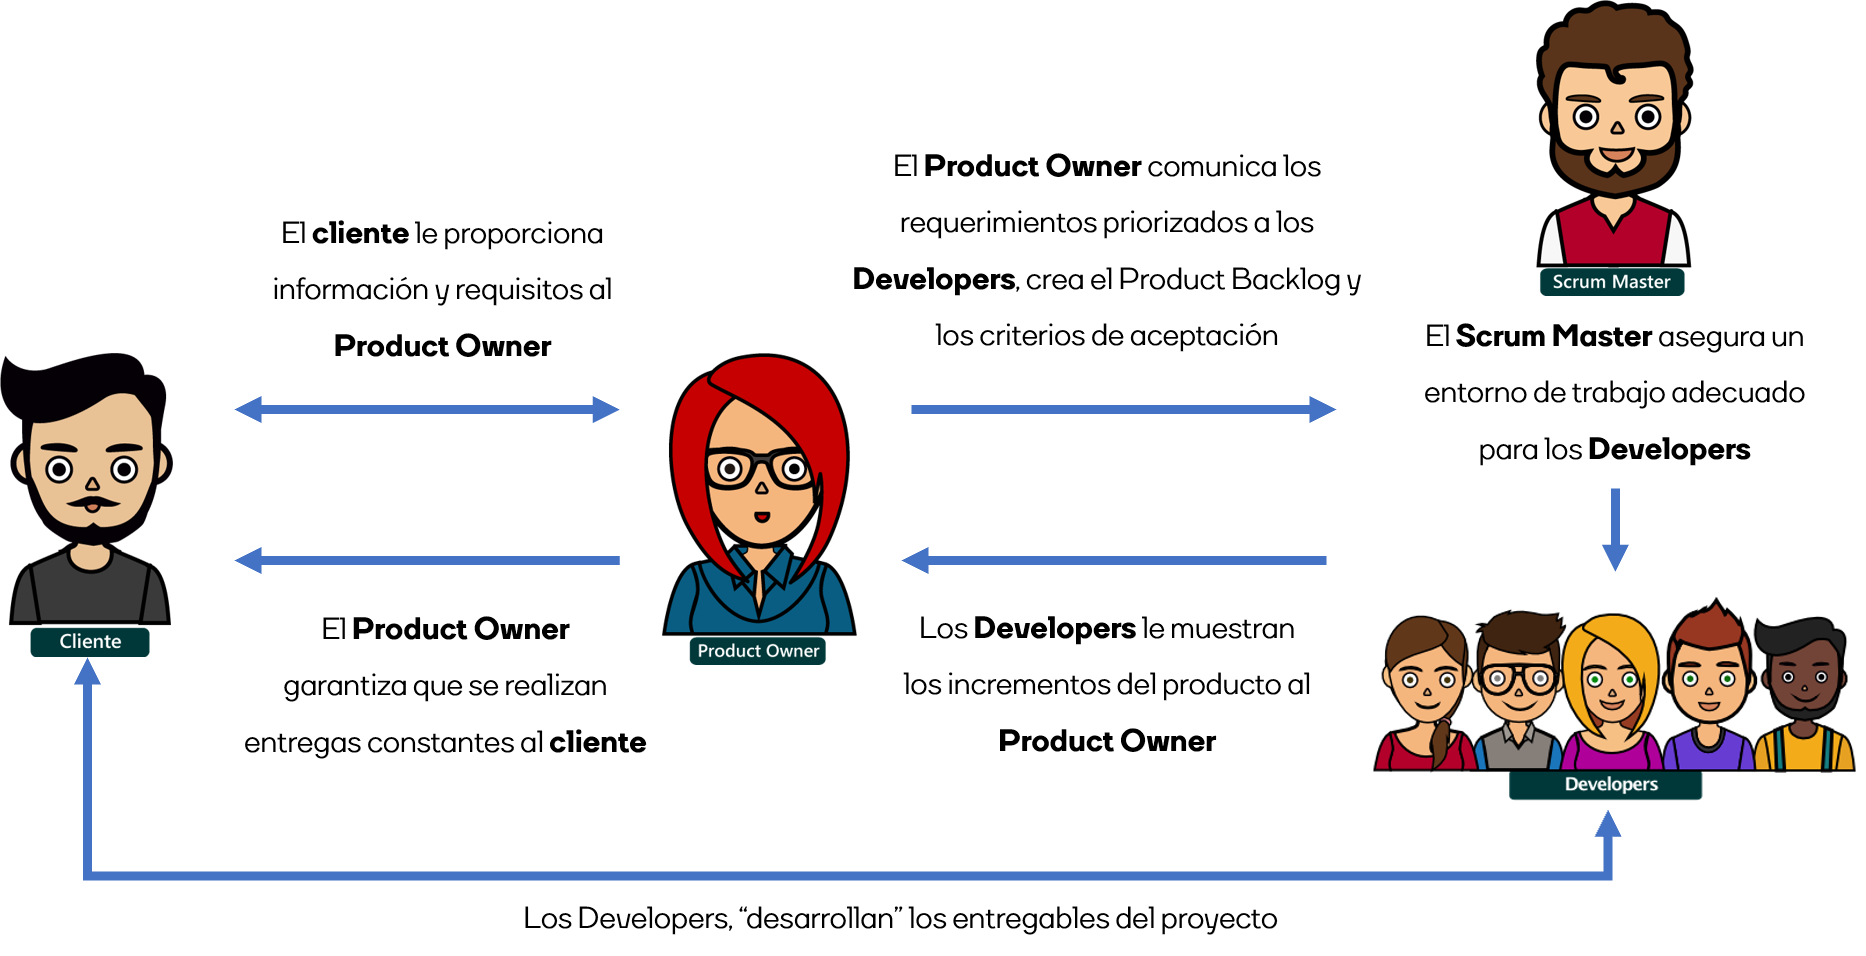 El cliente le proporciona
información y requisitos al
Product Owner
El Product Owner comunica los
requerimientos priorizados a los
Developers, crea el Product Backlog y
los criterios de aceptación
Scrum Master
El Scrum Master asegura un
entorno de trabajo adecuado
para los Developers
Cliente
El Product Owner
garantiza que se realizan
entregas constantes al cliente
Product Owner
Los Developers le muestran
los incrementos del producto al
Product Owner
Developers
Los Developers, “desarrollan” los entregables del proyecto